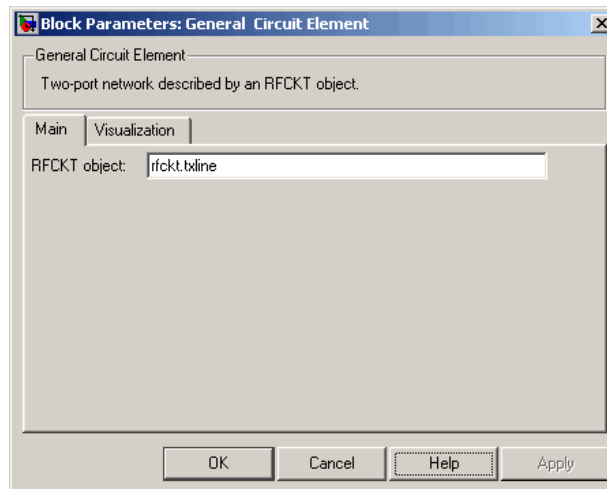 Block Parameters: General Circuit Element
General Circuit Element
Two-port network described by an RFCKT object.
Main Visualization
RFCKT object: rfckt.txline
OK Cancel Help Apply